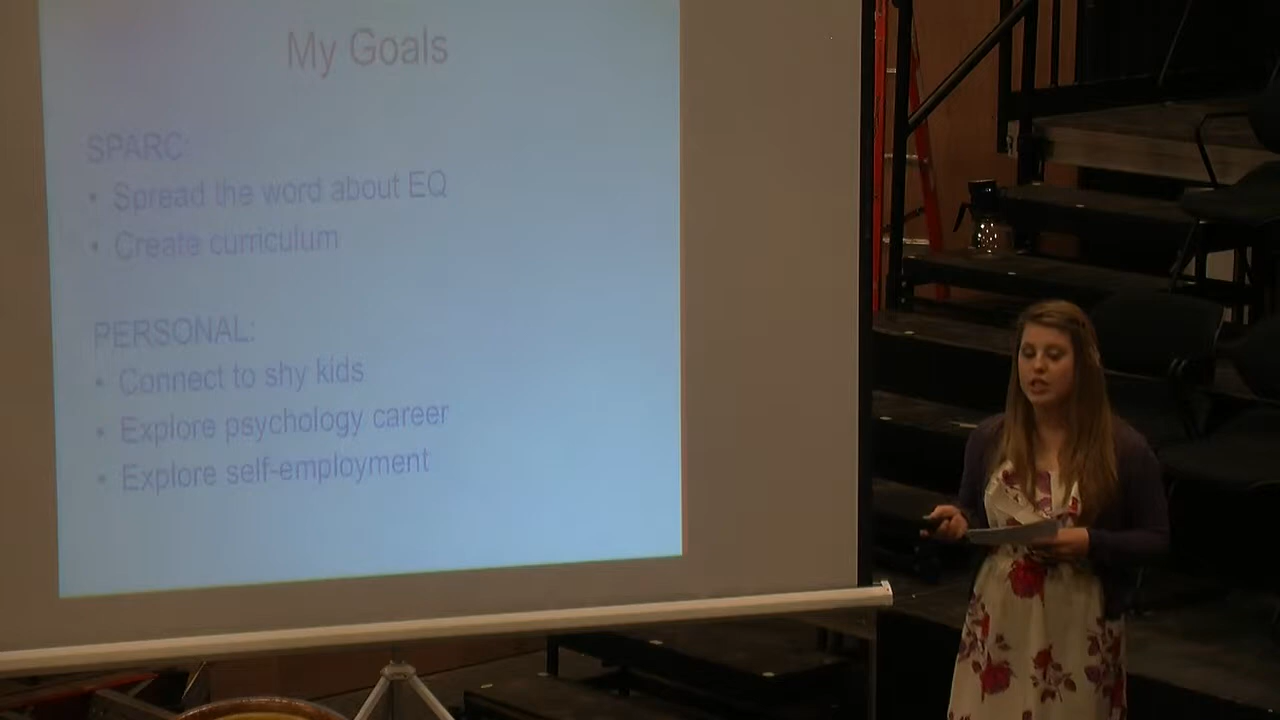 My Goals
SPARC:
• Spread the word about EQ
• Create curriculum
PERSONAL:
• Connect to shy kids
• Explore psychology career
• Explore self-employment